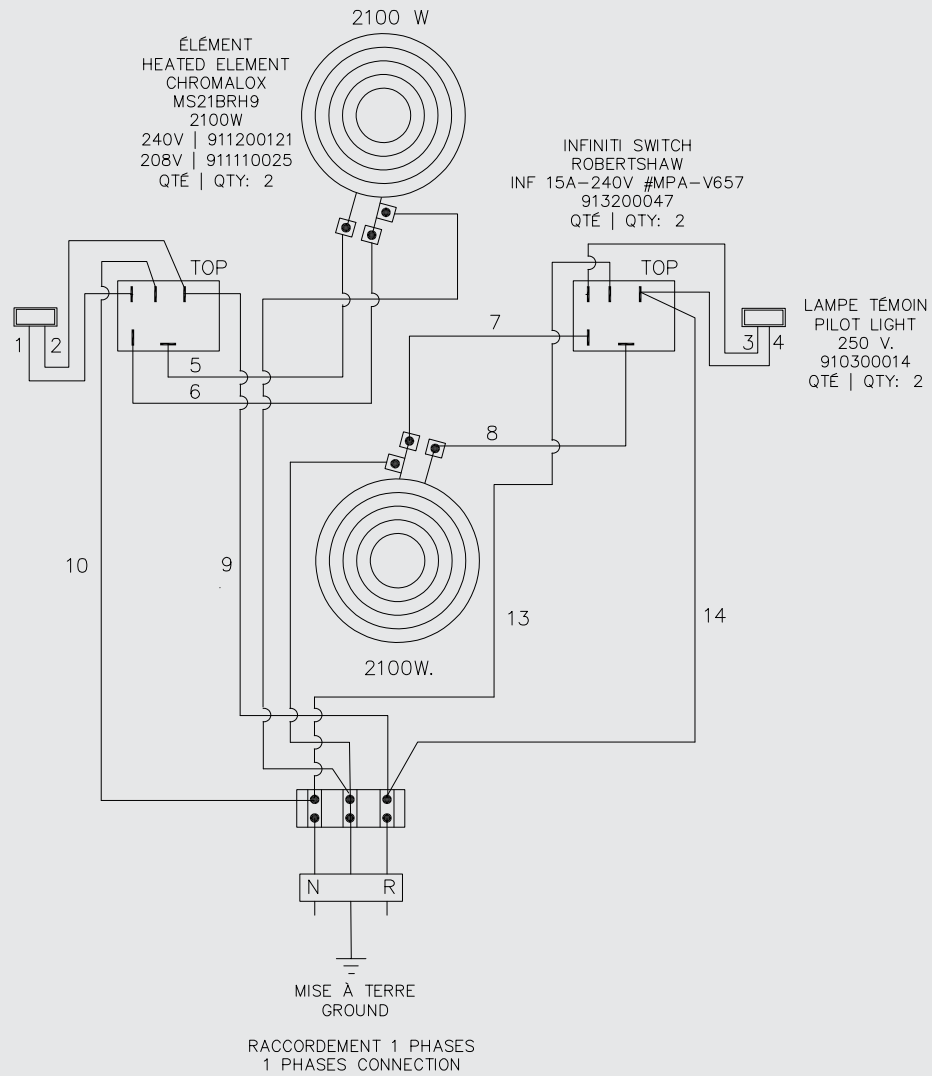 2100 W
ÉLÉMENT
HEATED ELEMENT
CHROMALOX
MS21BRH9
2100W
240V | 911200121
208V | 911110025
QTÉ | QTY: 2
INFINITI SWITCH
ROBERTSHAW
INF 15A-240V #MPA-V657
913200047
QTÉ | QTY: 2
TOP
TOP
LAMPE TÉMOIN
PILOT LIGHT
250 V.
910300014
QTÉ | QTY: 2
1
2
3
4
5
6
7
8
10
9
13
14
2100W.
N
R
MISE À TERRE
GROUND
RACCORDEMENT 1 PHASES
1 PHASES CONNECTION